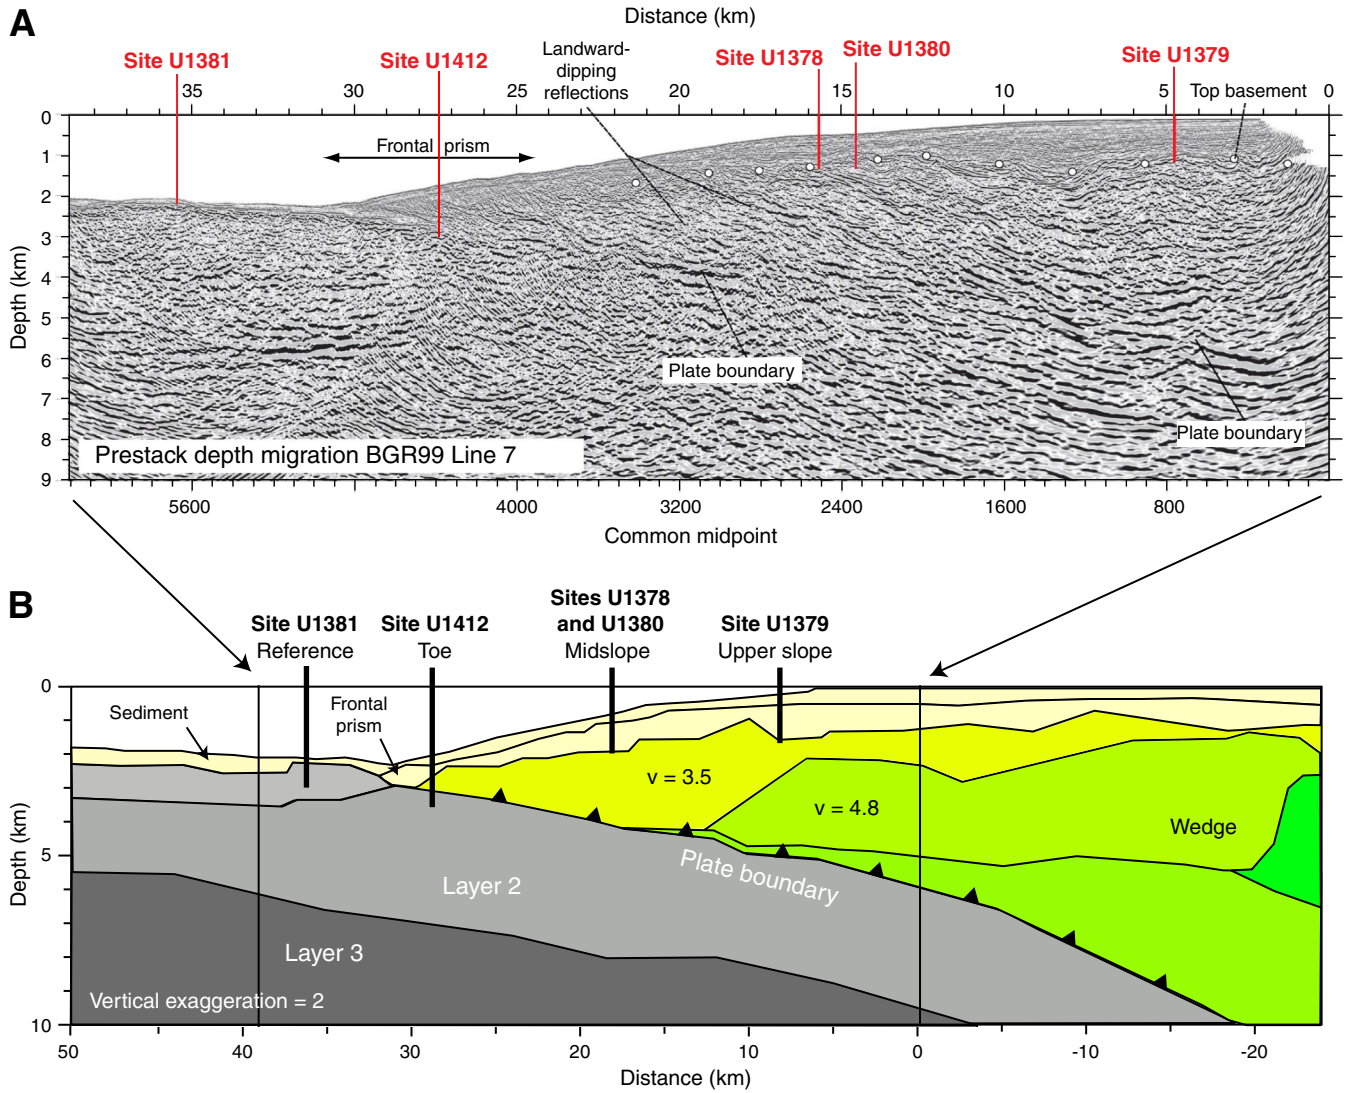 A
Distance (km)
Site U1381
Site U1412
Landward-
dipping
reflections
Site U1378
Site U1380
Site U1379
35
30
25
20
15
10
5
Top basement
0
Frontal prism
0
1
2
3
4
5
6
7
8
9
Depth (km)
Plate boundary
Plate boundary
Prestack depth migration BGR99 Line 7
5600
4000
3200
2400
1600
800
Common midpoint
B
Site U1381
Reference
Site U1412
Toe
Sites U1378
and U1380
Midslope
Site U1379
Upper slope
Sediment
Frontal
prism
0
5
10
Depth (km)
v = 3.5
v = 4.8
Wedge
Plate boundary
Layer 2
Layer 3
Vertical exaggeration = 2
50
40
30
20
10
0
-10
-20
Distance (km)